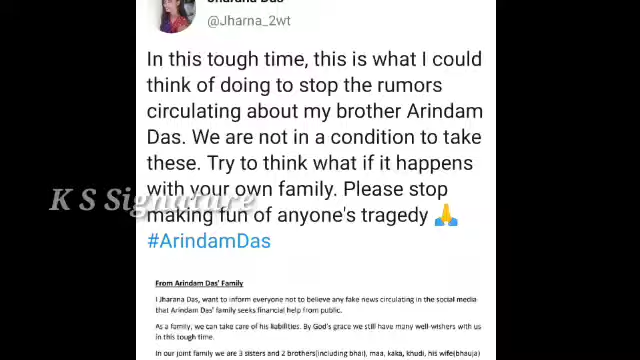 Jharana Das
@Jharna_2wt
In this tough time, this is what I could
think of doing to stop the rumors
circulating about my brother Arindam
Das. We are not in a condition to take
these. Try to think what if it happens
with your own family. Please stop
making fun of anyone's tragedy 🙏
#ArindamDas
K S Signature
From Arindam Das' Family
I Jharana Das, want to inform everyone not to believe any fake news circulating in the social media
that Arindam Das' family seeks financial help from public.
As a family, we can take care of his liabilities. By God's grace we still have many well-wishers with us
in this tough time.
In our joint family we are 3 sisters and 2 brothers(including bhai), maa, kaka, khudi, his wife(bhauja)